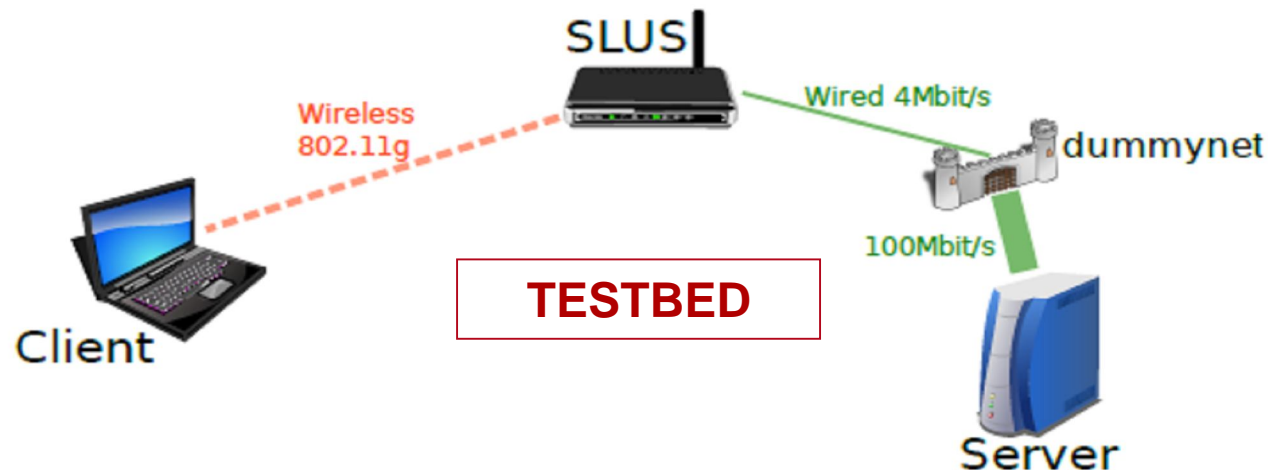 SLUS
Wireless
802.11g
Wired 4Mbit/s
dummynet
100Mbit/s
TESTBED
Client
Server